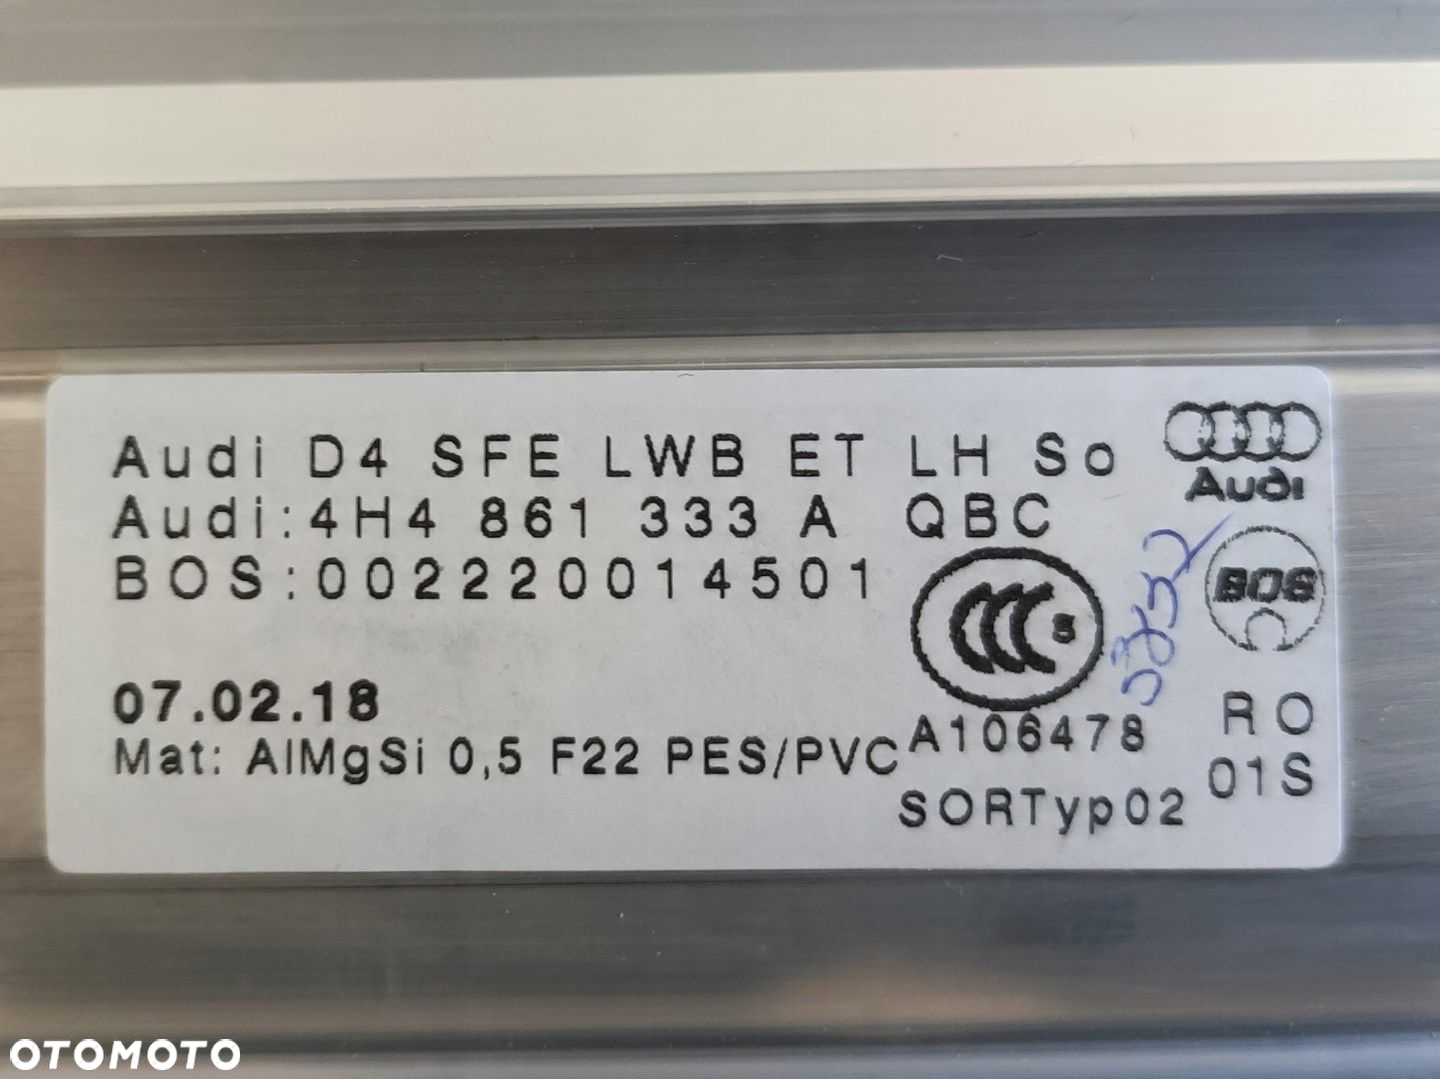 Audi D4 SFE LWB ET LH So
Audi
Audi:4H4 861 333 A QBC
BOS:002220014501
BOS
CCC S
07.02.18
RO
Mat: AlMgSi 0,5 F22 PES/PVC
A106478
01S
SORTyp02
OTOMOTO